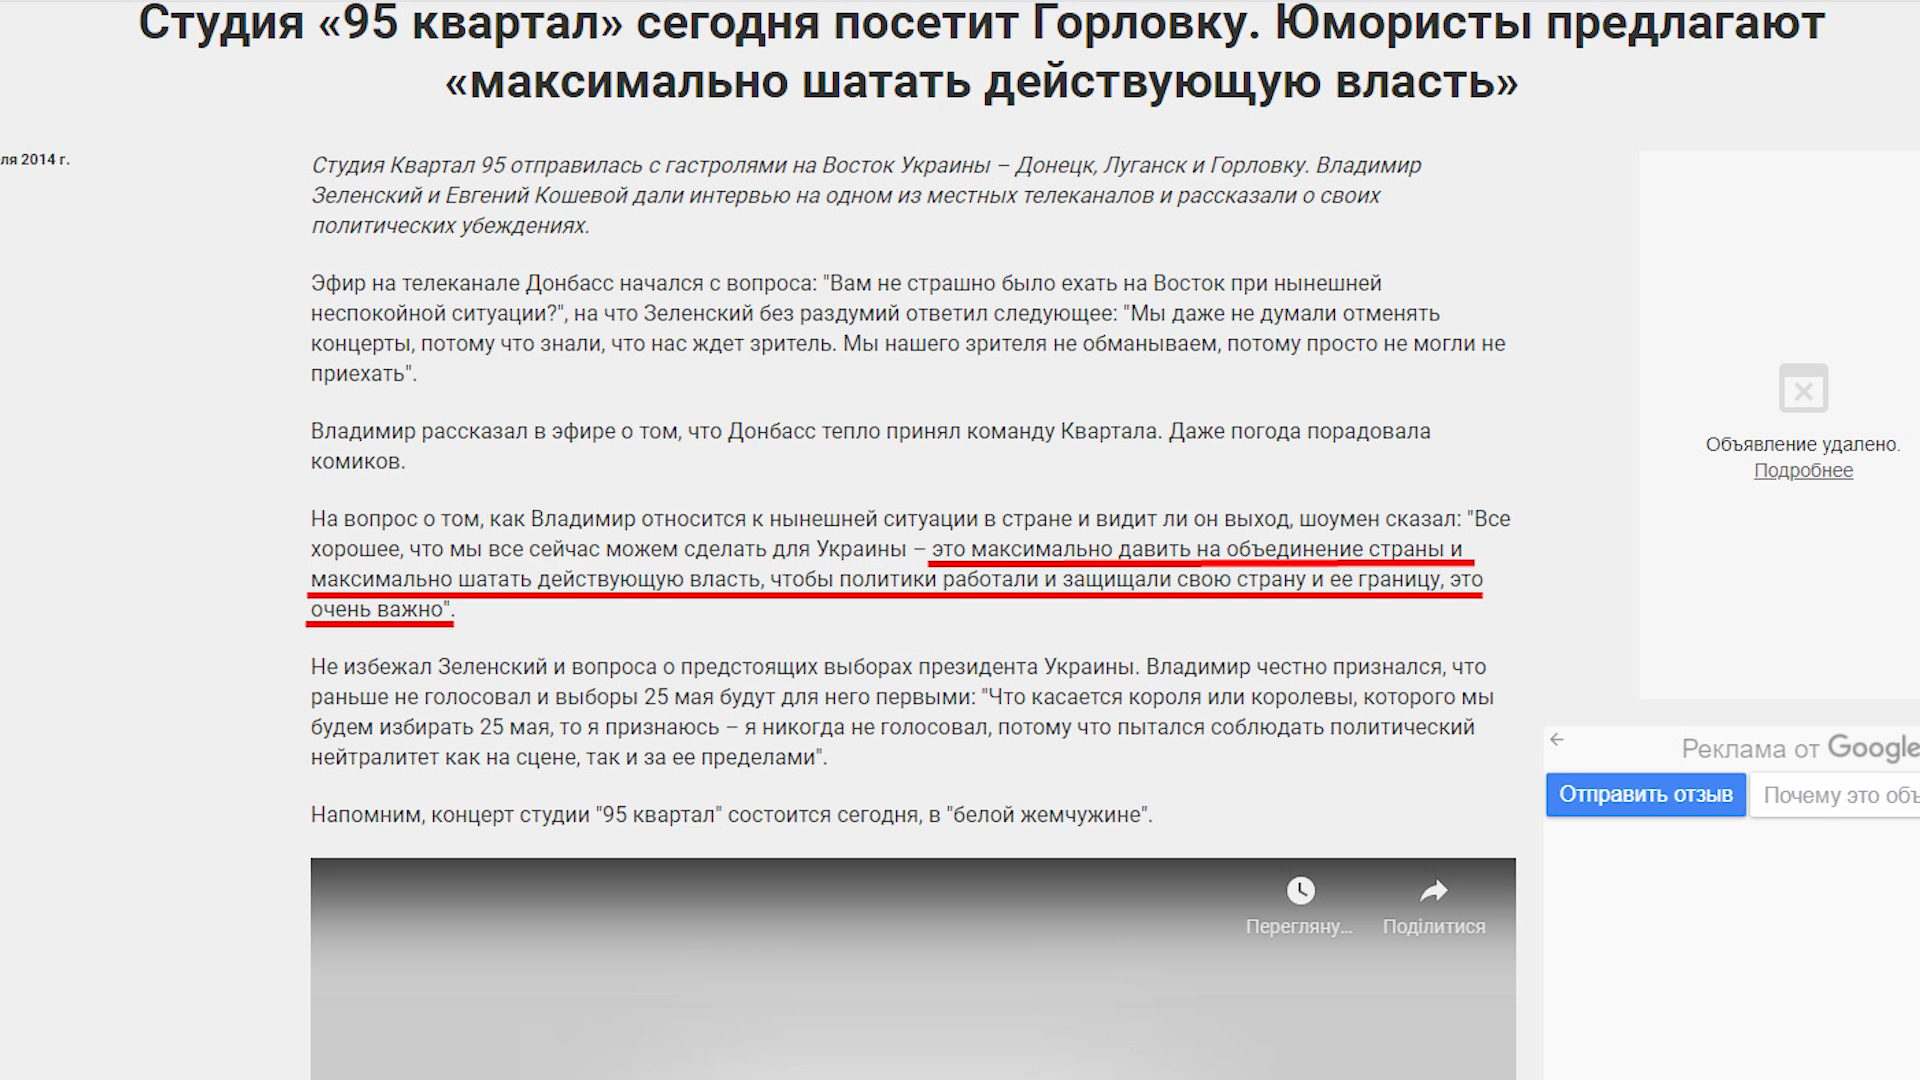 Студия «95 квартал» сегодня посетит Горловку. Юмористы предлагают
«максимально шатать действующую власть»
ля 2014 г.
Студия Квартал 95 отправилась с гастролями на Восток Украины – Донецк, Луганск и Горловку. Владимир
Зеленский и Евгений Кошевой дали интервью на одном из местных телеканалов и рассказали о своих
политических убеждениях.
Эфир на телеканале Донбасс начался с вопроса: "Вам не страшно было ехать на Восток при нынешней
неспокойной ситуации?", на что Зеленский без раздумий ответил следующее: "Мы даже не думали отменять
концерты, потому что знали, что нас ждет зритель. Мы нашего зрителя не обманываем, потому просто не могли не
приехать".
Владимир рассказал в эфире о том, что Донбасс тепло принял команду Квартала. Даже погода порадовала
комиков.
На вопрос о том, как Владимир относится к нынешней ситуации в стране и видит ли он выход, шоумен сказал: "Все
хорошее, что мы все сейчас можем сделать для Украины – это максимально давить на объединение страны и
максимально шатать действующую власть, чтобы политики работали и защищали свою страну и ее границу, это
очень важно".
Не избежал Зеленский и вопроса о предстоящих выборах президента Украины. Владимир честно признался, что
раньше не голосовал и выборы 25 мая будут для него первыми: "Что касается короля или королевы, которого мы
будем избирать 25 мая, то я признаюсь – я никогда не голосовал, потому что пытался соблюдать политический
нейтралитет как на сцене, так и за ее пределами".
Напомним, концерт студии "95 квартал" состоится сегодня, в "белой жемчужине".
Перегляну... Поділитися
Объявление удалено.
Подробнее
Реклама от Google
Отправить отзыв Почему это объ